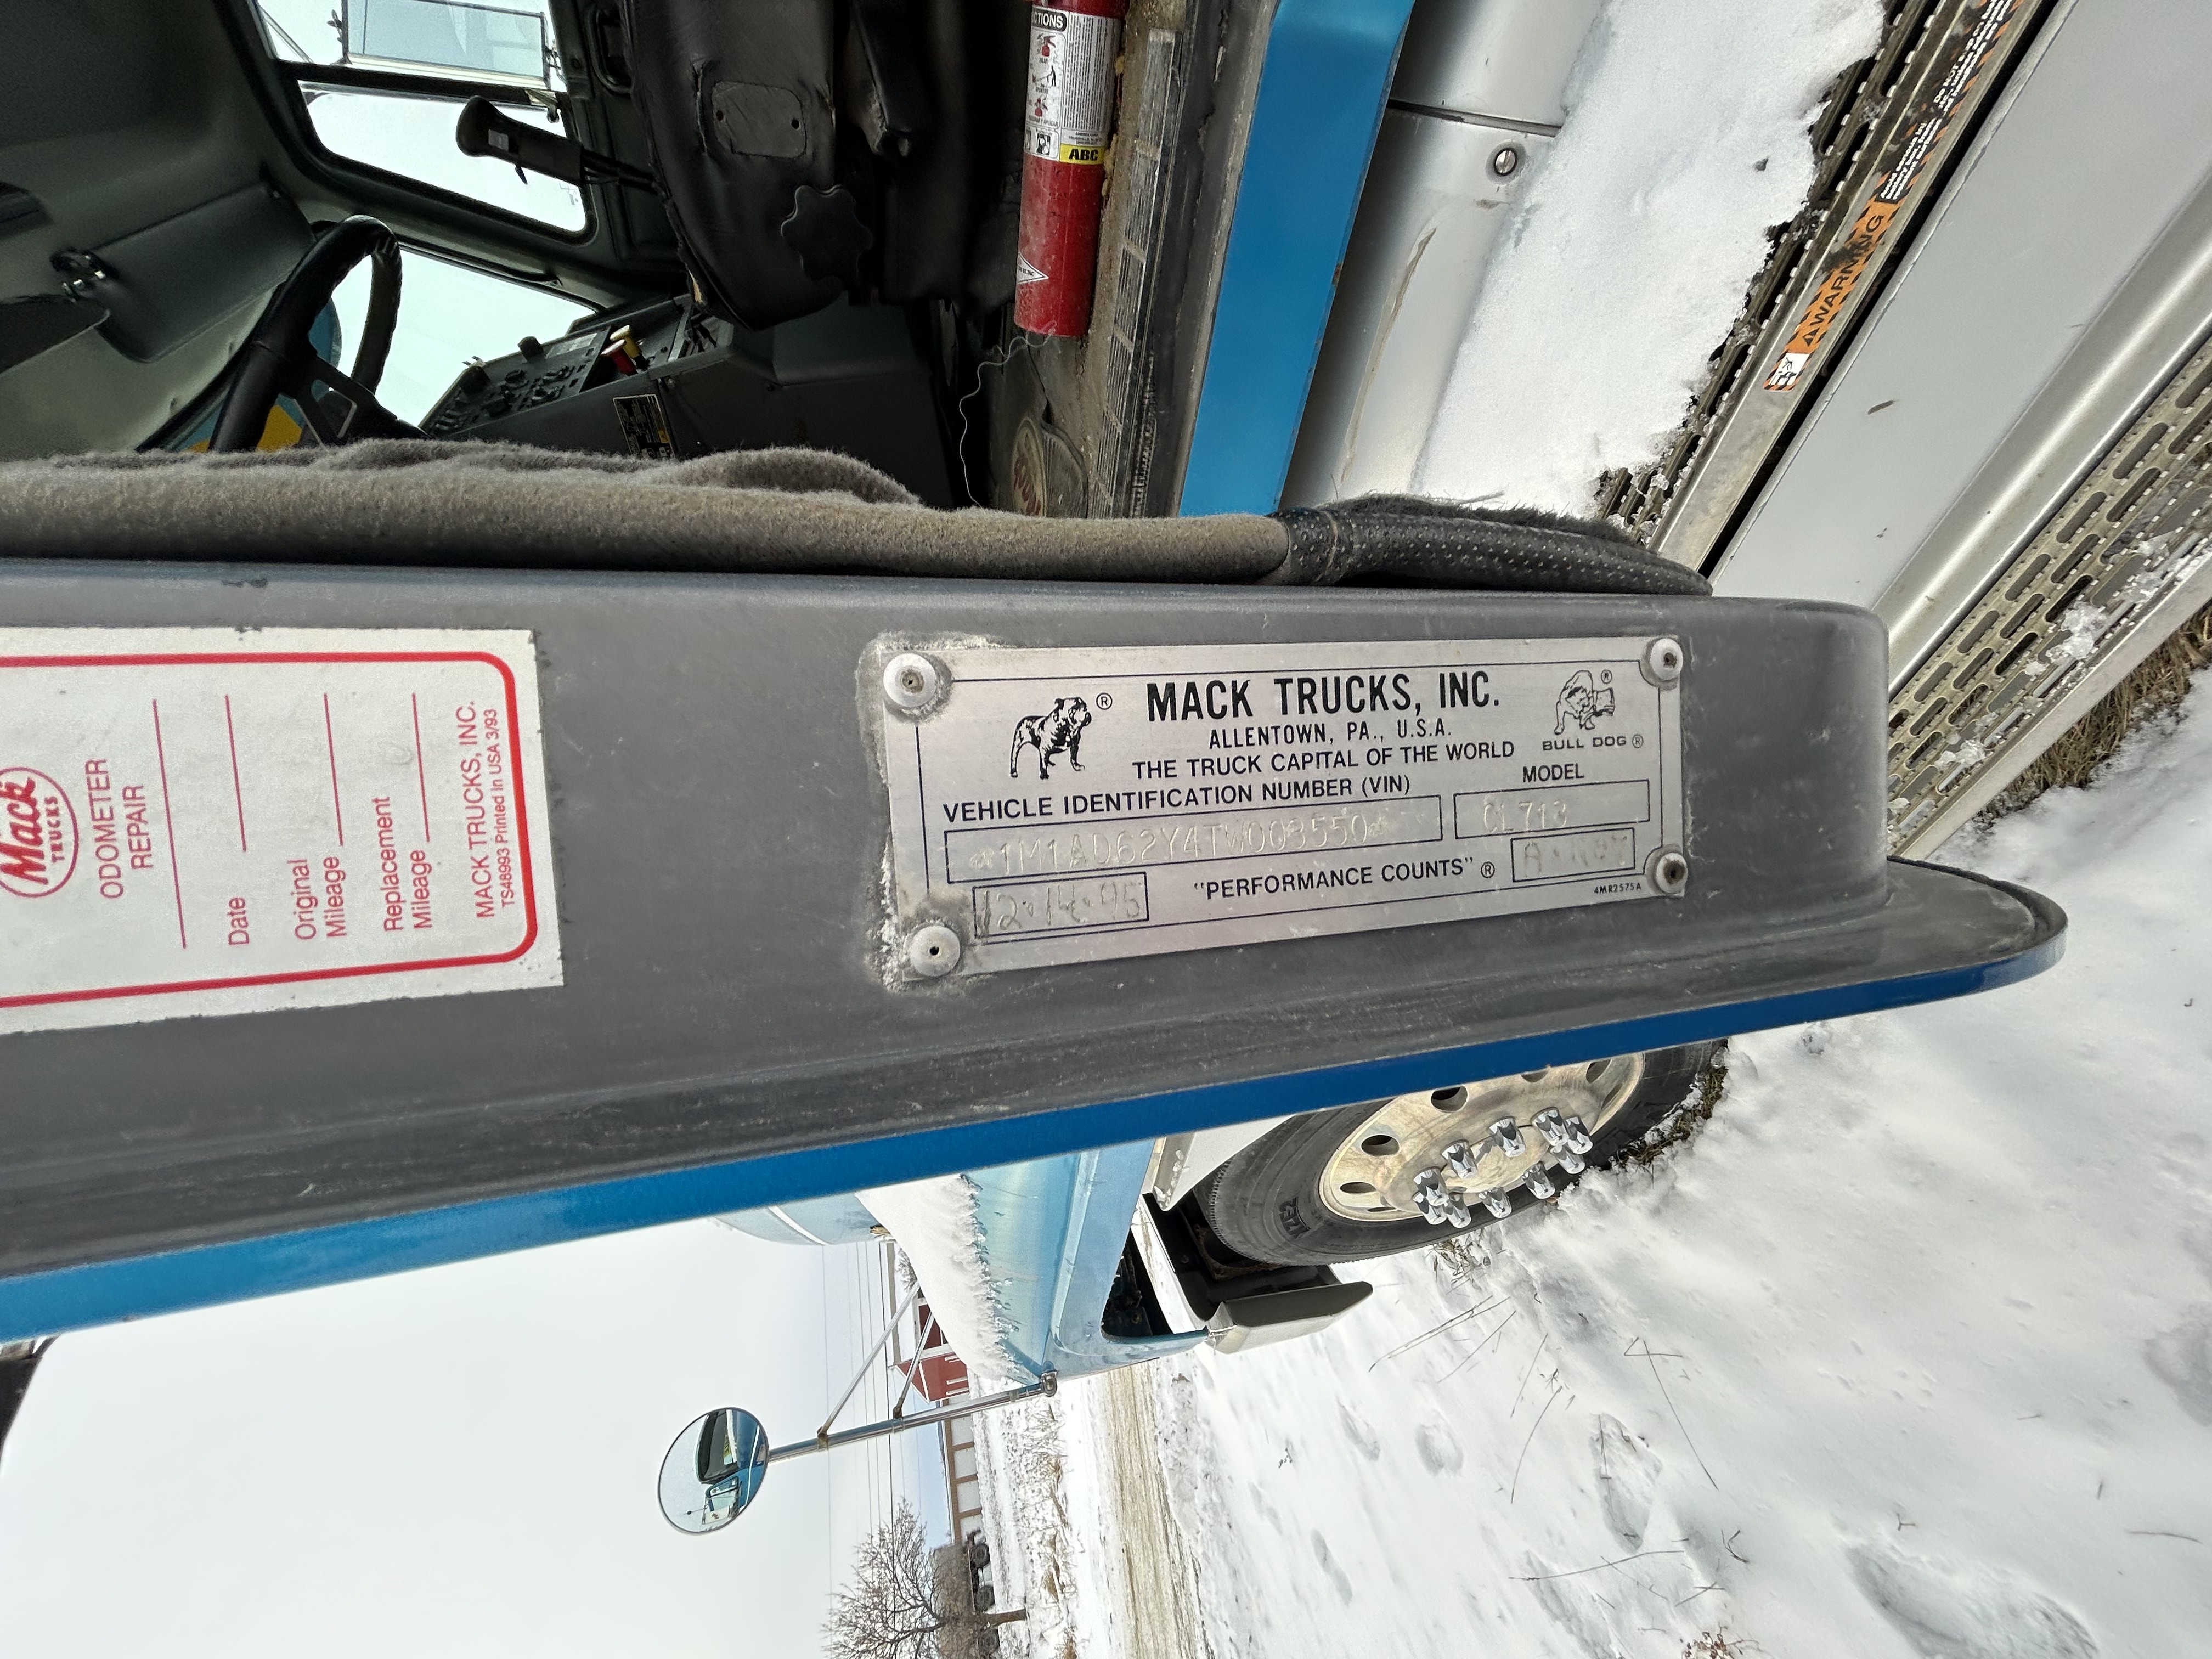 MACK TRUCKS, INC.
ALLENTOWN, PA., U.S.A.
THE TRUCK CAPITAL OF THE WORLD
BULL DOG ®
VEHICLE IDENTIFICATION NUMBER (VIN)
MODEL
*1M1AD62Y4TW003550*
CL713
12·14·95
"PERFORMANCE COUNTS" ®
4MR2575A
Mack
TRUCKS
ODOMETER
REPAIR
Date
Original
Mileage
Replacement
Mileage
MACK TRUCKS, INC.
TS48993 Printed in USA 3/93
ABC
WARNING